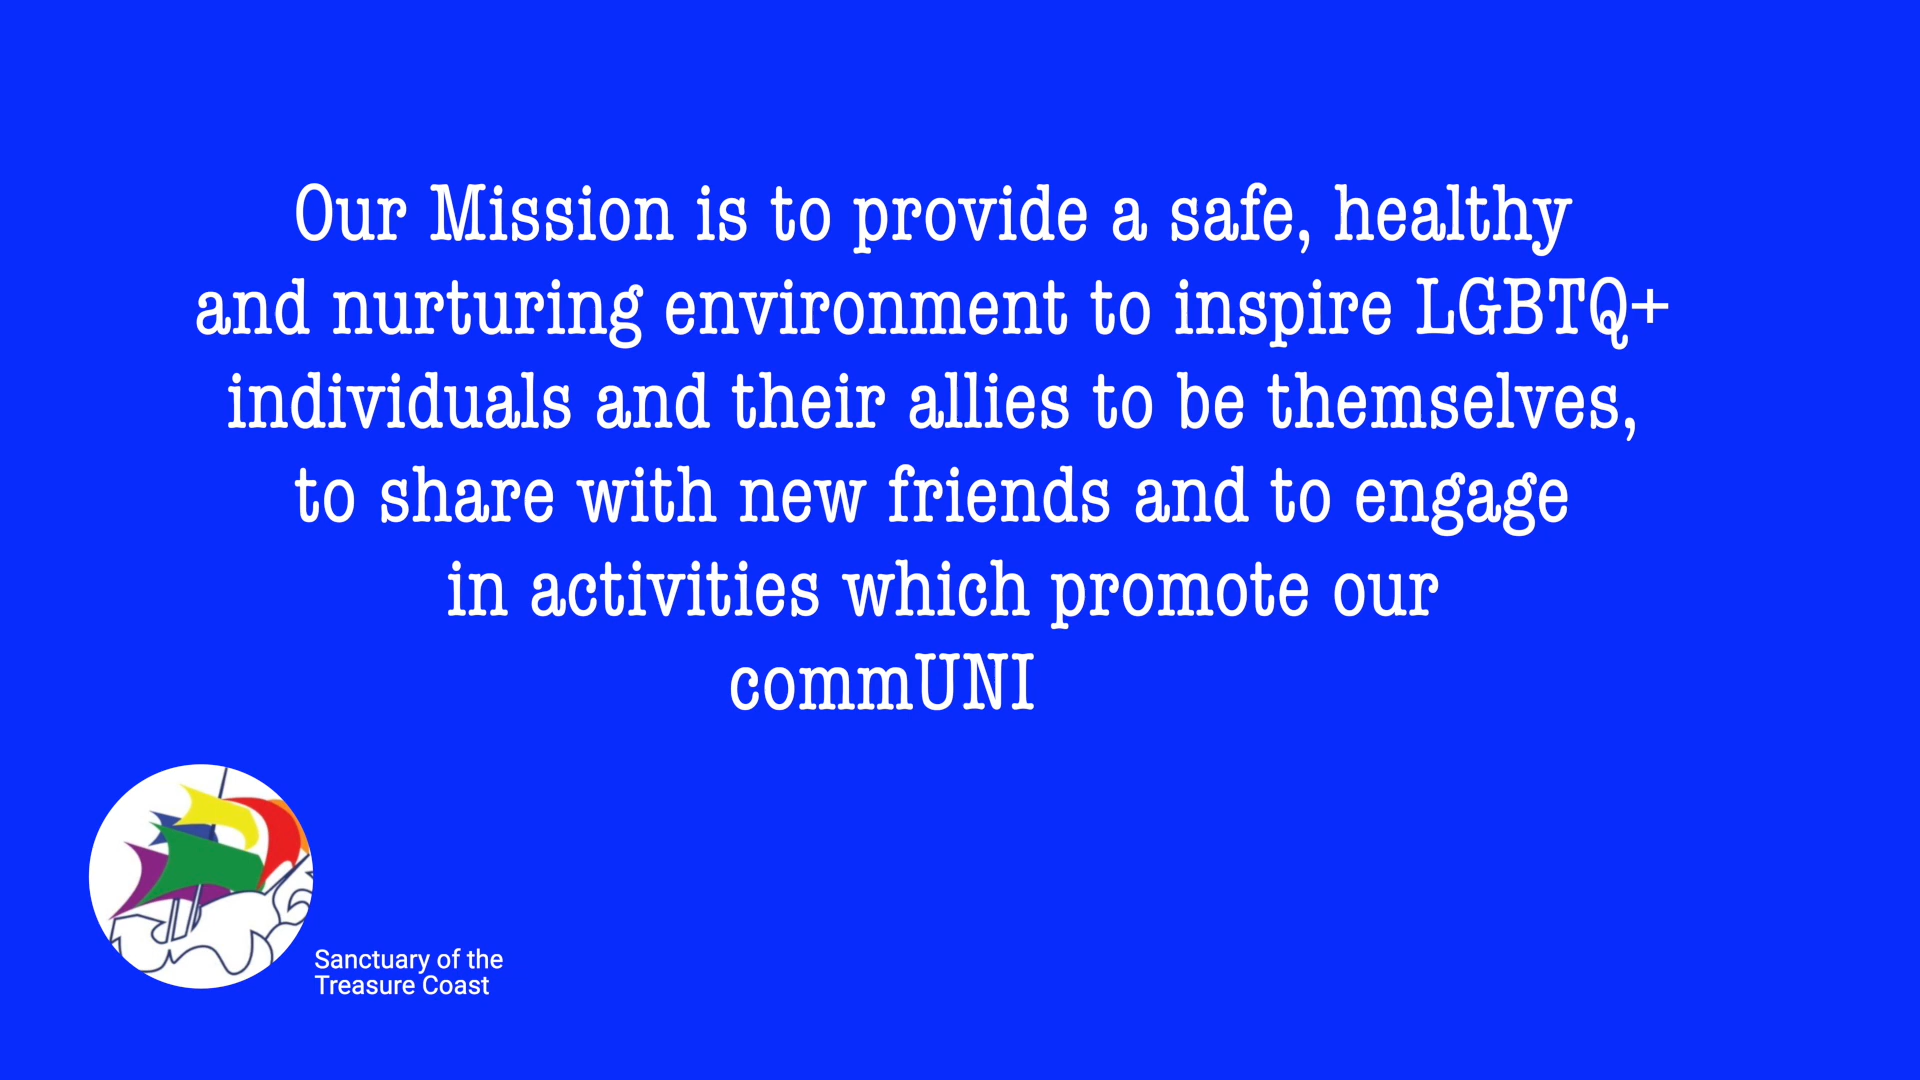 Our Mission is to provide a safe, healthy
and nurturing environment to inspire LGBTQ+
individuals and their allies to be themselves,
to share with new friends and to engage
in activities which promote our
commUNI
Sanctuary of the
Treasure Coast